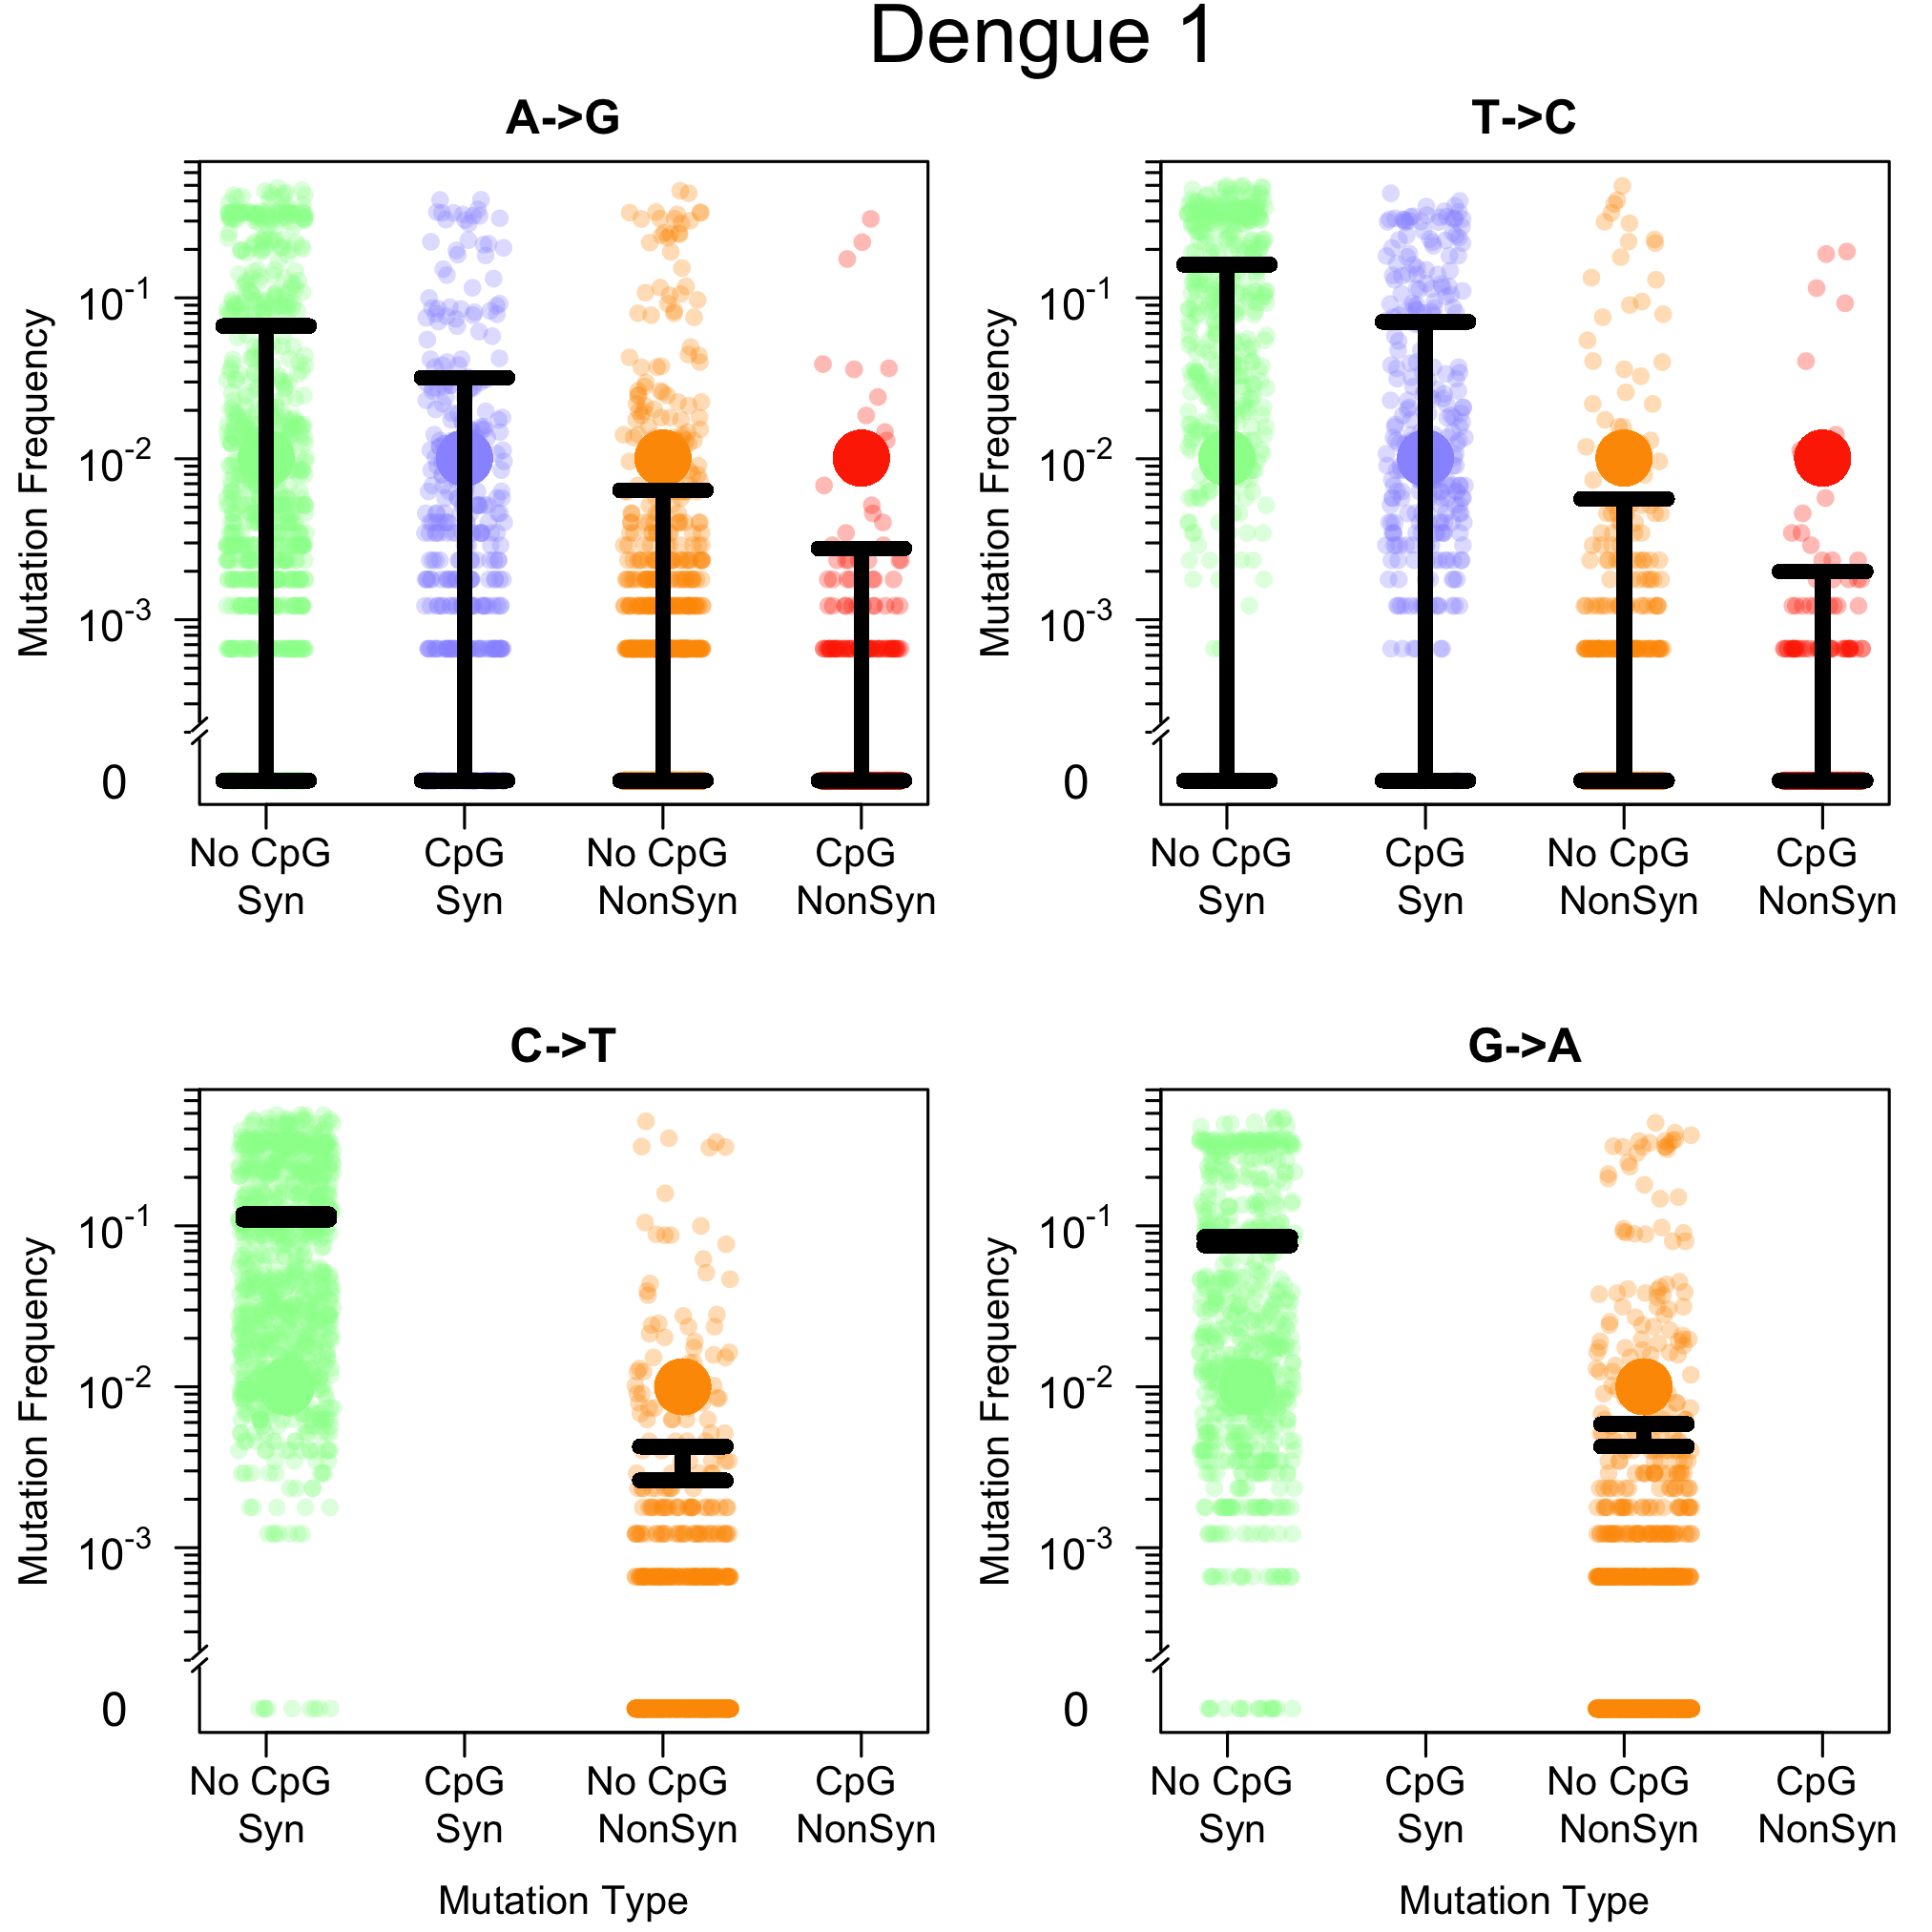 Dengue 1
A->G
Mutation Frequency
10-1
10-2
10-3
0
No CpG Syn
CpG Syn
No CpG NonSyn
CpG NonSyn
T->C
Mutation Frequency
10-1
10-2
10-3
0
No CpG Syn
CpG Syn
No CpG NonSyn
CpG NonSyn
C->T
Mutation Frequency
10-1
10-2
10-3
0
No CpG Syn
CpG Syn
No CpG NonSyn
CpG NonSyn
Mutation Type
G->A
Mutation Frequency
10-1
10-2
10-3
0
No CpG Syn
CpG Syn
No CpG NonSyn
CpG NonSyn
Mutation Type